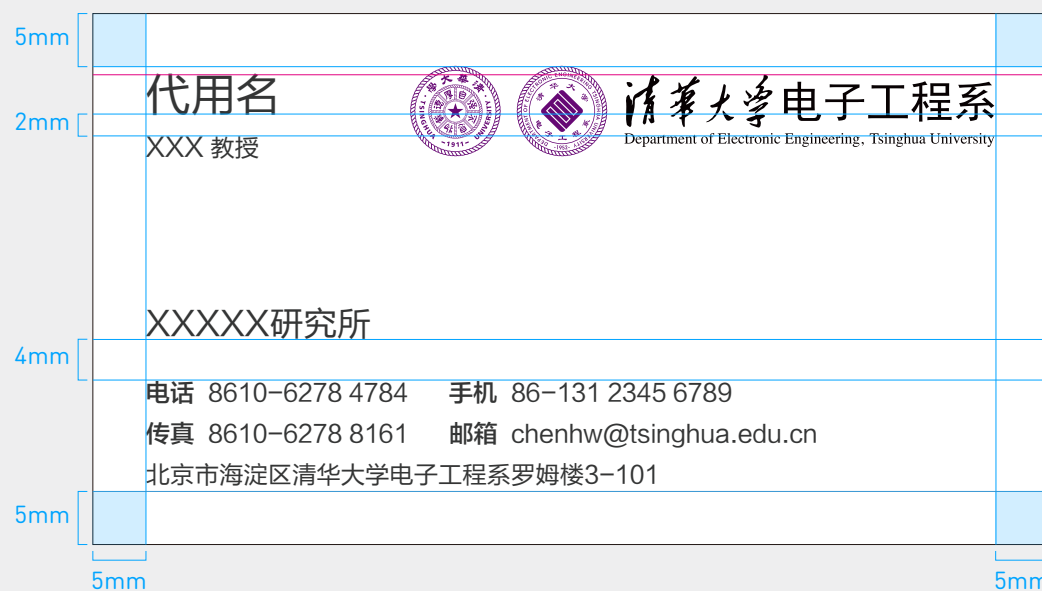 5mm
代用名
清华大学电子工程系
Department of Electronic Engineering, Tsinghua University
2mm
XXX 教授
XXXXX研究所
4mm
电话 8610-6278 4784 手机 86-131 2345 6789
传真 8610-6278 8161 邮箱 chenhw@tsinghua.edu.cn
北京市海淀区清华大学电子工程系罗姆楼3-101
5mm
5mm 5mm